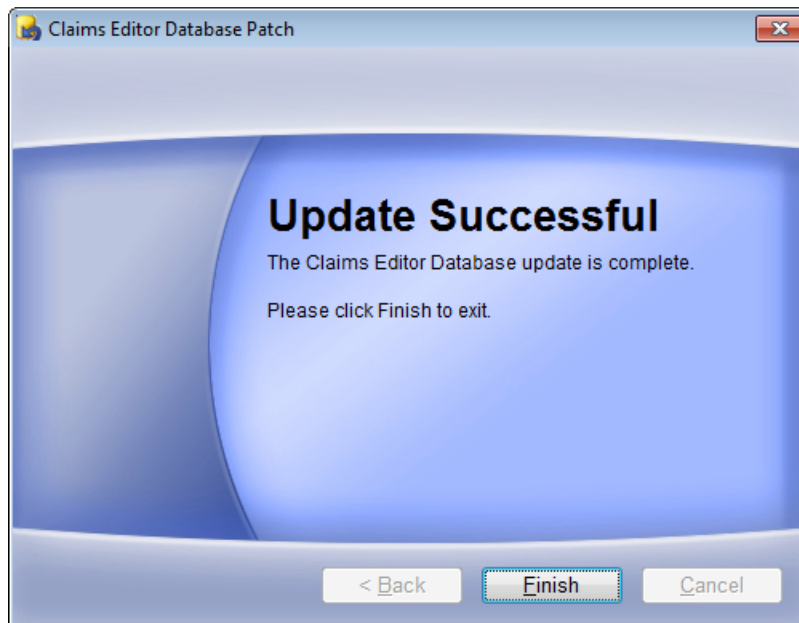 Claims Editor Database Patch
Update Successful
The Claims Editor Database update is complete.
Please click Finish to exit.
< Back
Finish
Cancel